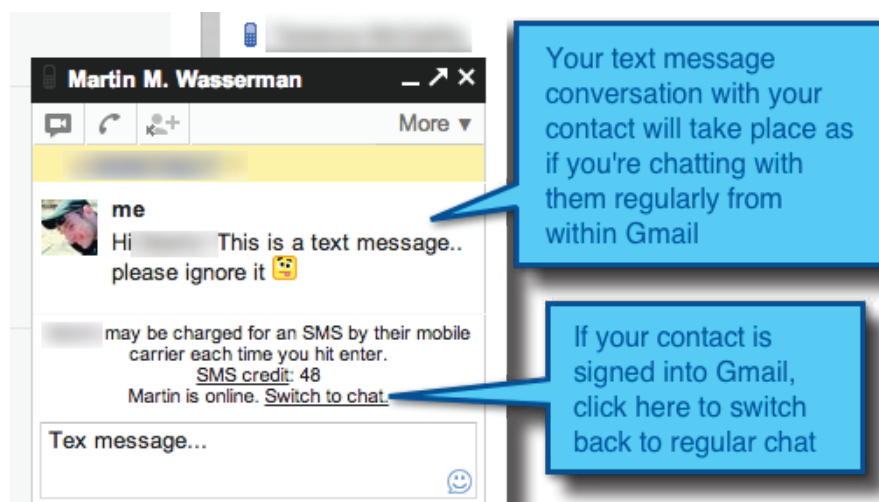 Martin M. Wasserman
More ▼
me
Hi This is a text message..
please ignore it
may be charged for an SMS by their mobile
carrier each time you hit enter.
SMS credit: 48
Martin is online. Switch to chat.
Tex message...
Your text message
conversation with your
contact will take place as
if you're chatting with
them regularly from
within Gmail
If your contact is
signed into Gmail,
click here to switch
back to regular chat